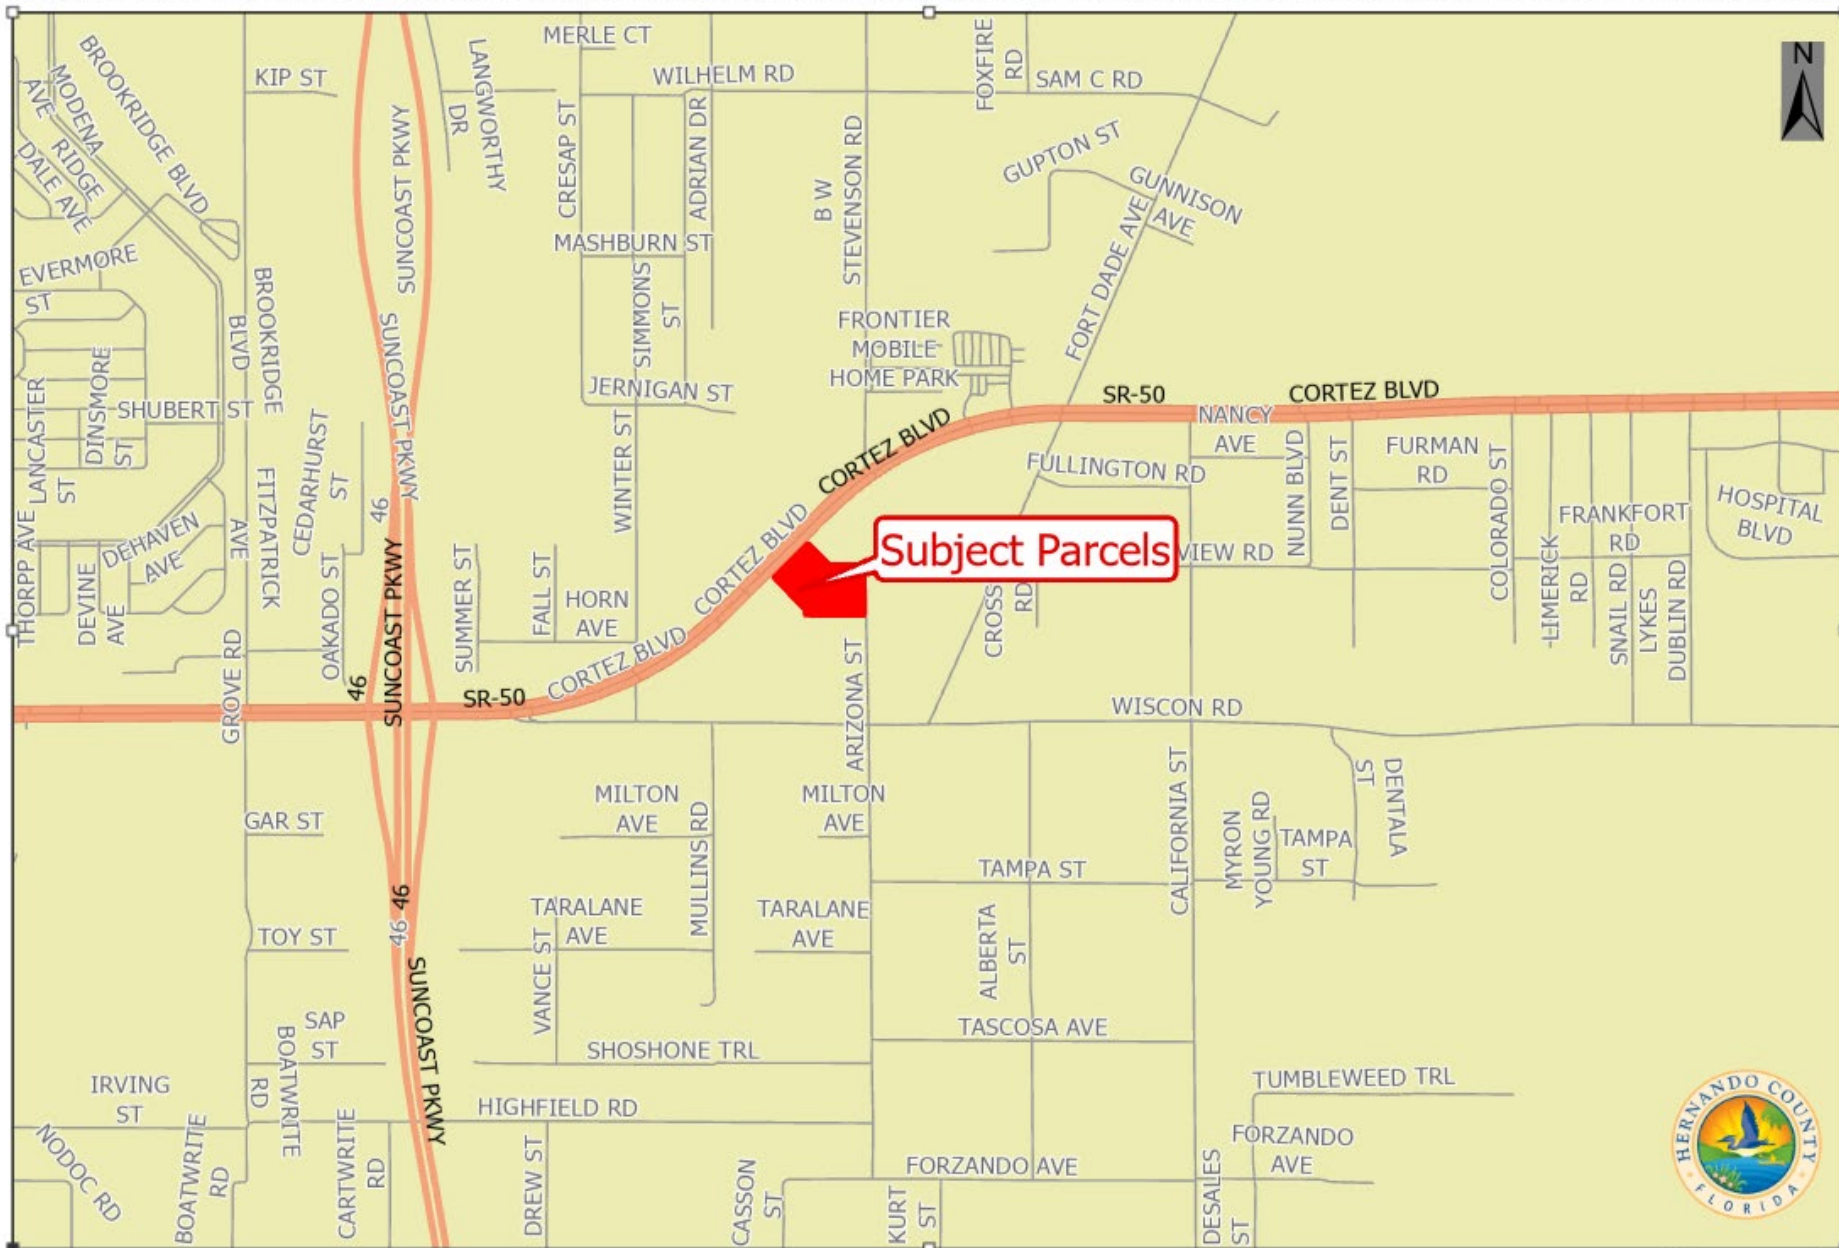 MERLE CT
FOXFIRE
RD
N
BROOKRIDGE BLVD
MODENA
AVE
KIP ST
LANGWORTHY
DR
WILHELM RD
SAM C RD
SUNCOAST PKWY
CRESAP ST
ADRIAN DR
B W
STEVENSON RD
GUPTON ST
GUNNISON
AVE
RIDGE
DALE AVE
MASHBURN ST
FORT DADE AVE
EVERMORE
ST
BROOKRIDGE
BLVD
SIMMONS
ST
FRONTIER
MOBILE
HOME PARK
SUNCOAST PKWY
JERNIGAN ST
SR-50
CORTEZ BLVD
LANCASTER
ST
DINSMORE
ST
SHUBERT ST
CEDARHURST
ST
WINTER ST
CORTEZ BLVD
NANCY
AVE
NUNN BLVD
DENT ST
FURMAN
RD
COLORADO ST
FULLINGTON RD
46
THORPP AVE
DEHAVEN
AVE
AVE
FITZPATRICK
CORTEZ BLVD
FRANKFORT
RD
HOSPITAL
BLVD
Subject Parcels
VIEW RD
DEVINE
AVE
OAKADO ST
SUNCOAST PKWY
SUMMER ST
FALL ST
HORN
AVE
CROSS
RD
LIMERICK
RD
SNAIL RD
LYKES
DUBLIN RD
GROVE RD
46
SR-50
CORTEZ BLVD
ARIZONA ST
WISCON RD
GAR ST
MILTON
AVE
MULLINS RD
MILTON
AVE
CALIFORNIA ST
MYRON
YOUNG RD
TAMPA
ST
DENTALA
ST
TAMPA ST
46
46
TOY ST
TARALANE
AVE
VANCE ST
TARALANE
AVE
ALBERTA
ST
SUNCOAST PKWY
SAP
ST
BOATWRITE
RD
SHOSHONE TRL
TASCOSA AVE
IRVING
ST
HIGHFIELD RD
TUMBLEWEED TRL
NODOC RD
BOATWRITE
RD
CARTWRITE
RD
DREW ST
CASSON
ST
KURT
ST
FORZANDO AVE
DESALES
ST
FORZANDO
AVE
HERNANDO COUNTY
FLORIDA